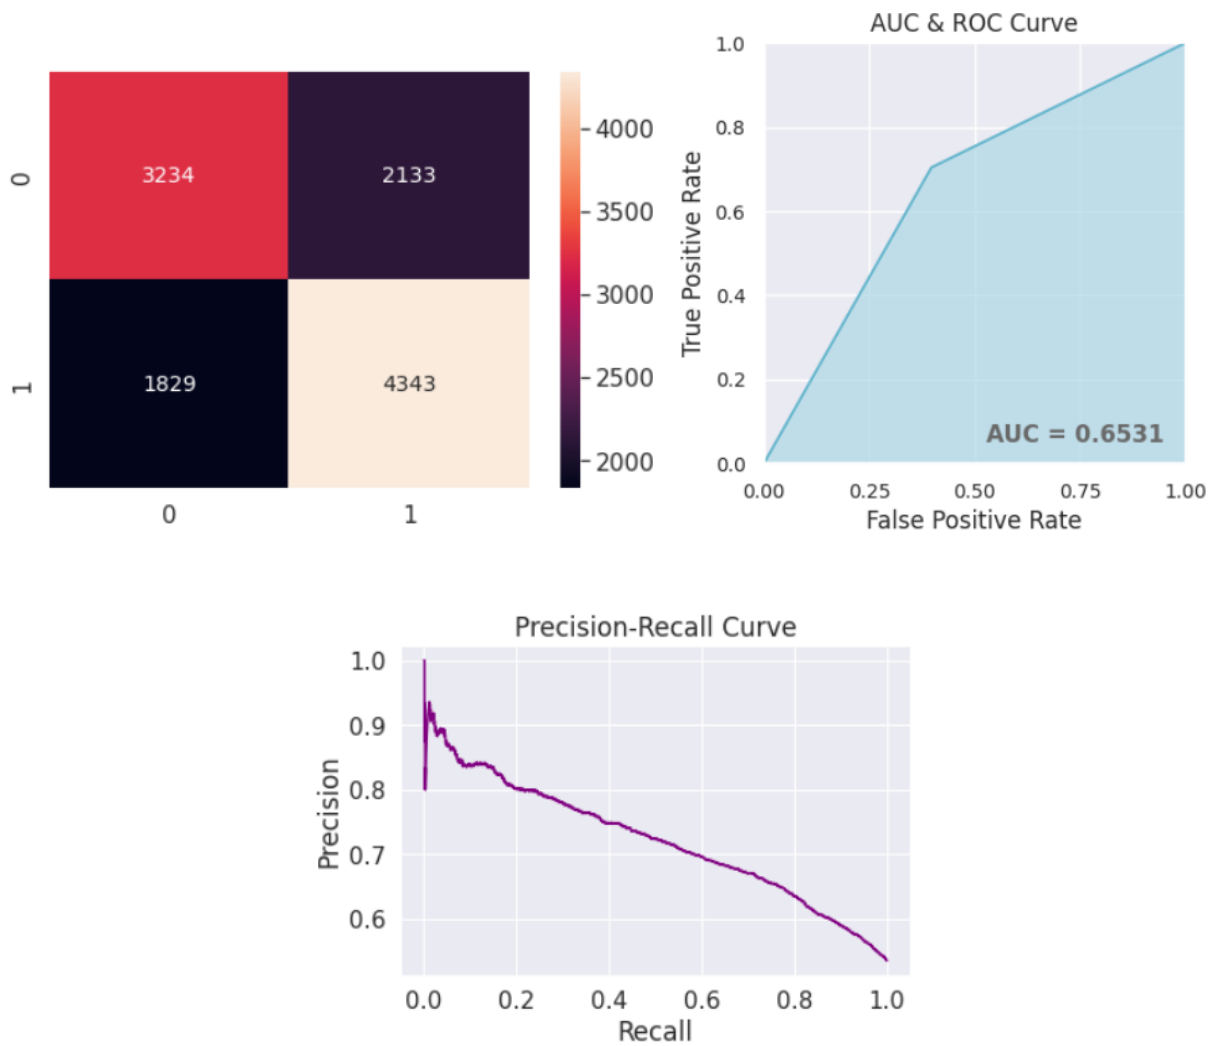 0
3234
2133
1
1829
4343
0
1
4000
3500
3000
2500
2000
AUC & ROC Curve
True Positive Rate
1.0
0.8
0.6
0.4
0.2
0.0
AUC = 0.6531
0.00 0.25 0.50 0.75 1.00
False Positive Rate
Precision-Recall Curve
Precision
1.0
0.9
0.8
0.7
0.6
0.0 0.2 0.4 0.6 0.8 1.0
Recall